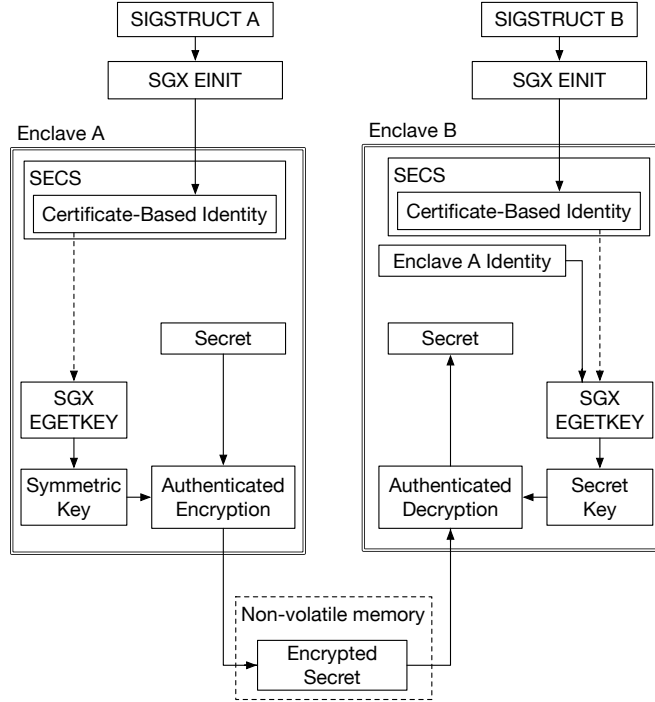 SIGSTRUCT A
SGX EINIT
Enclave A
SECS
Certificate-Based Identity
Secret
SGX
EGETKEY
Symmetric
Key
Authenticated
Encryption
SIGSTRUCT B
SGX EINIT
Enclave B
SECS
Certificate-Based Identity
Enclave A Identity
Secret
SGX
EGETKEY
Authenticated
Decryption
Secret
Key
Non-volatile memory
Encrypted
Secret